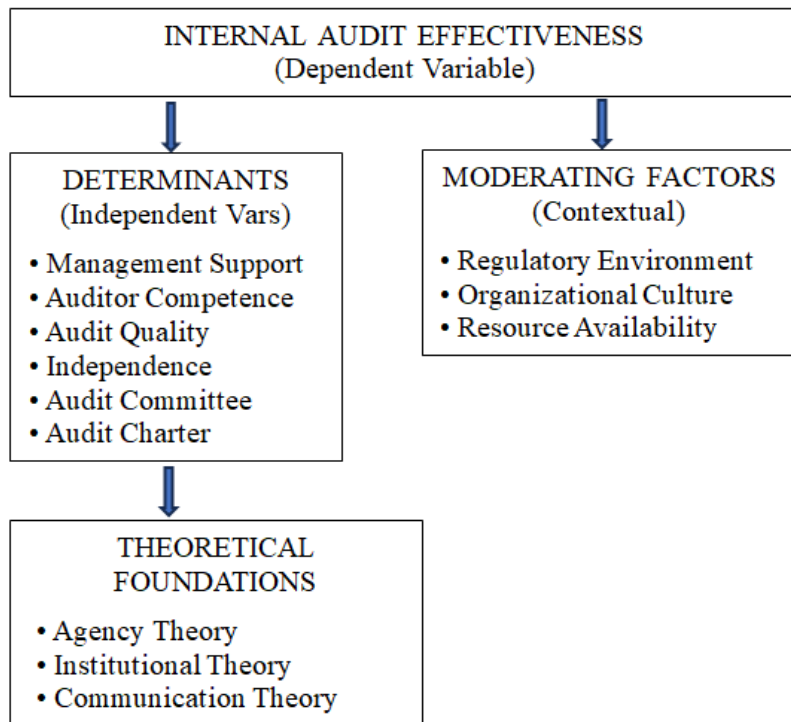 INTERNAL AUDIT EFFECTIVENESS
(Dependent Variable)
DETERMINANTS
(Independent Vars)
• Management Support
• Auditor Competence
• Audit Quality
• Independence
• Audit Committee
• Audit Charter
MODERATING FACTORS
(Contextual)
• Regulatory Environment
• Organizational Culture
• Resource Availability
THEORETICAL
FOUNDATIONS
• Agency Theory
• Institutional Theory
• Communication Theory